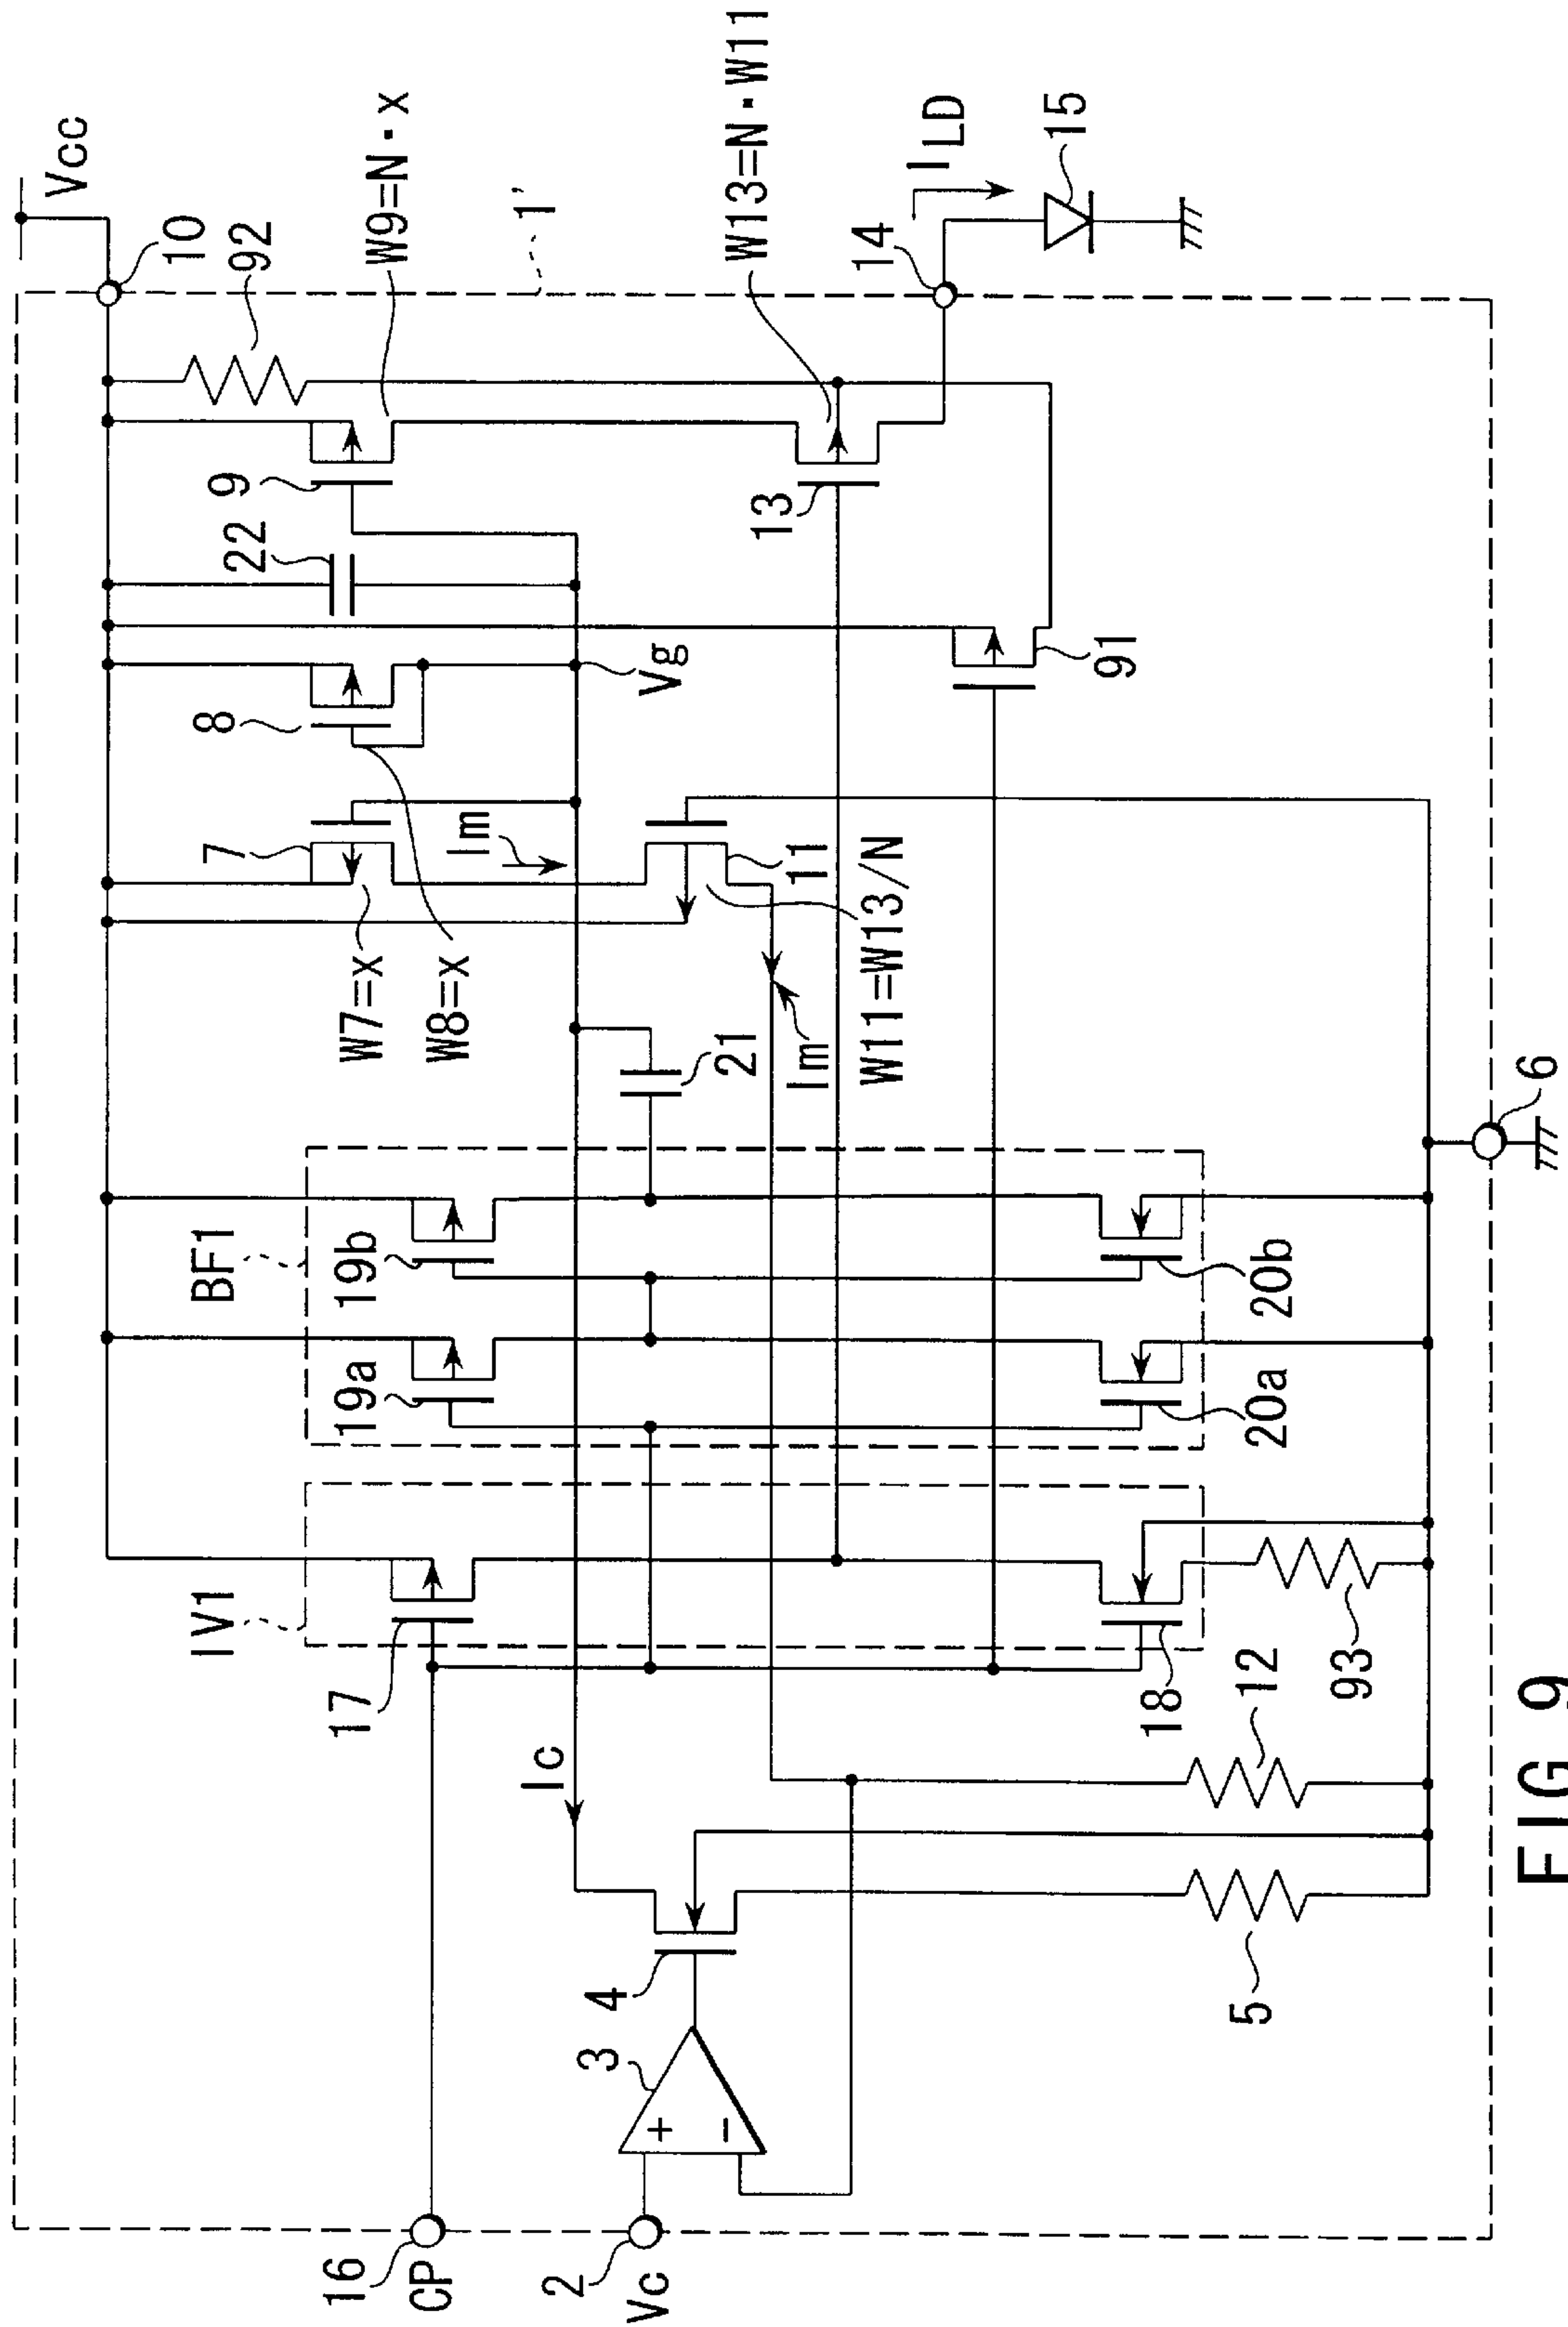 Vcc
10
92
W9=N·x
1'
W13=N·W11
14
ILD
15
9
22
13
8
Vg
91
7
Im
11
W7=x
W8=x
W11=W13/N
21
Im
6
BF1
19b
20b
19a
20a
IV1
17
18
93
12
Ic
4
5
3
+
−
16
CP
2
Vc
FIG 9